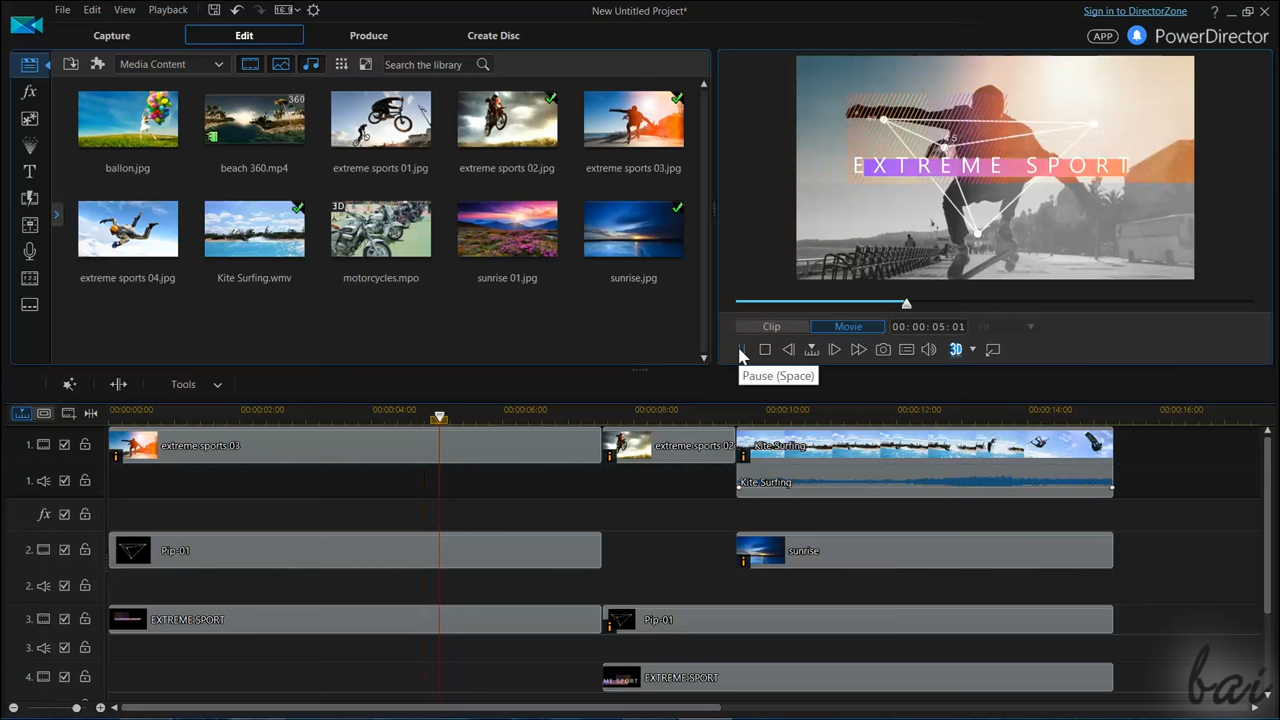 File Edit View Playback 16:9 New Untitled Project* Sign in to DirectorZone ?
Capture Edit Produce Create Disc APP PowerDirector
Media Content Search the library
360
ballon.jpg beach 360.mp4 extreme sports 01.jpg extreme sports 02.jpg extreme sports 03.jpg
3D
extreme sports 04.jpg Kite Surfing.wmv motorcycles.mpo sunrise 01.jpg sunrise.jpg
fx
T
EXTREME SPORT
Clip Movie 00:00:05:01 Fit
3D
Pause (Space)
Tools
00:00:00:00 00:00:02:00 00:00:04:00 00:00:06:00 00:00:08:00 00:00:10:00 00:00:12:00 00:00:14:00 00:00:16:00
1. extreme sports 03 extreme sports 02 Kite Surfing
1. Kite Surfing
fx
2. Pip-01 sunrise
2.
3. EXTREME SPORT Pip-01
3.
4. EXTREME SPORT
bai